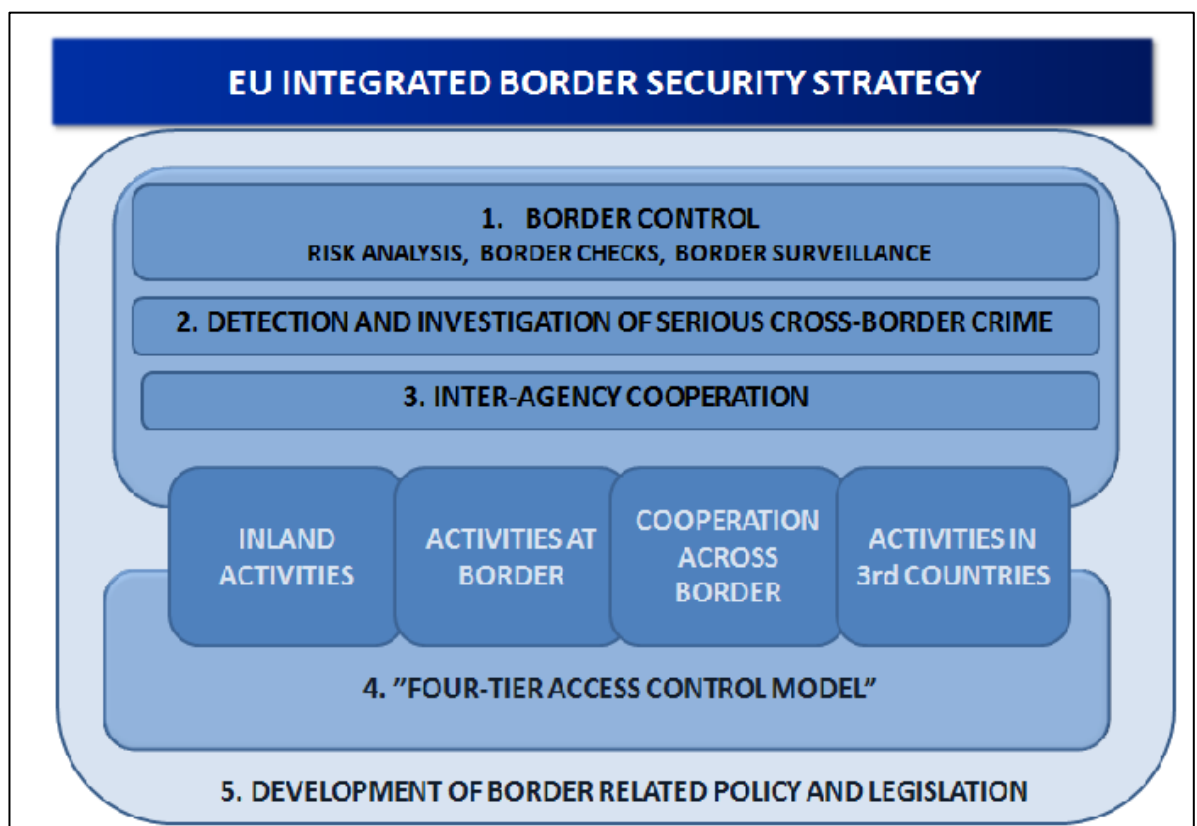 EU INTEGRATED BORDER SECURITY STRATEGY
1. BORDER CONTROL
RISK ANALYSIS, BORDER CHECKS, BORDER SURVEILLANCE
2. DETECTION AND INVESTIGATION OF SERIOUS CROSS-BORDER CRIME
3. INTER-AGENCY COOPERATION
INLAND
ACTIVITIES
ACTIVITIES AT
BORDER
COOPERATION
ACROSS
BORDER
ACTIVITIES IN
3rd COUNTRIES
4. ”FOUR-TIER ACCESS CONTROL MODEL”
5. DEVELOPMENT OF BORDER RELATED POLICY AND LEGISLATION